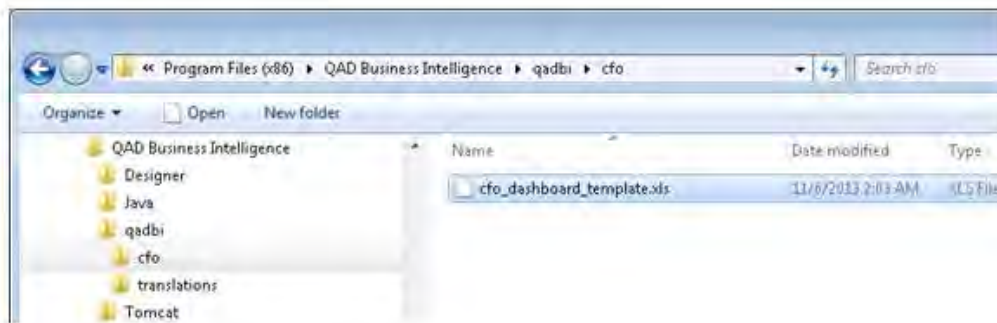 « Program Files (x86) ▸ QAD Business Intelligence ▸ qadbi ▸ cfo Search cfo
Organize Open New folder
QAD Business Intelligence Name Date modified Type
Designer cfo_dashboard_template.xls 11/6/2013 2:03 AM XLS File
Java
qadbi
cfo
translations
Tomcat